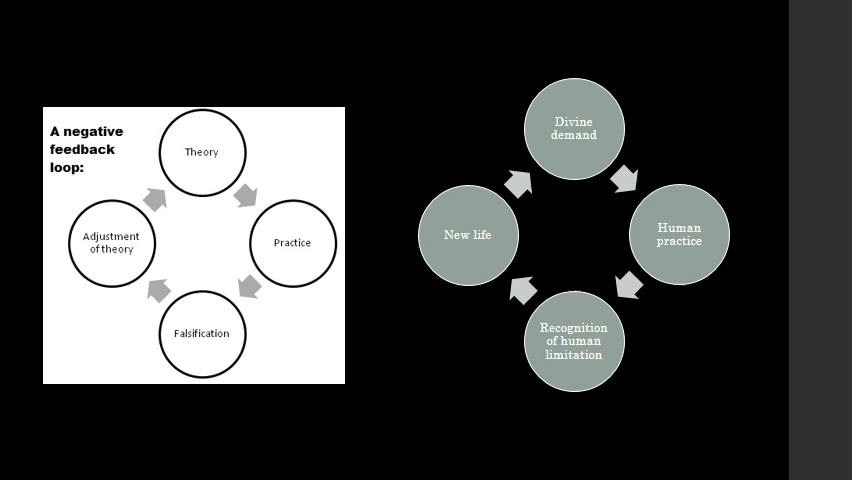 A negative
feedback
loop:
Theory
Practice
Falsification
Adjustment
of theory
Divine
demand
Human
practice
Recognition
of human
limitation
New life